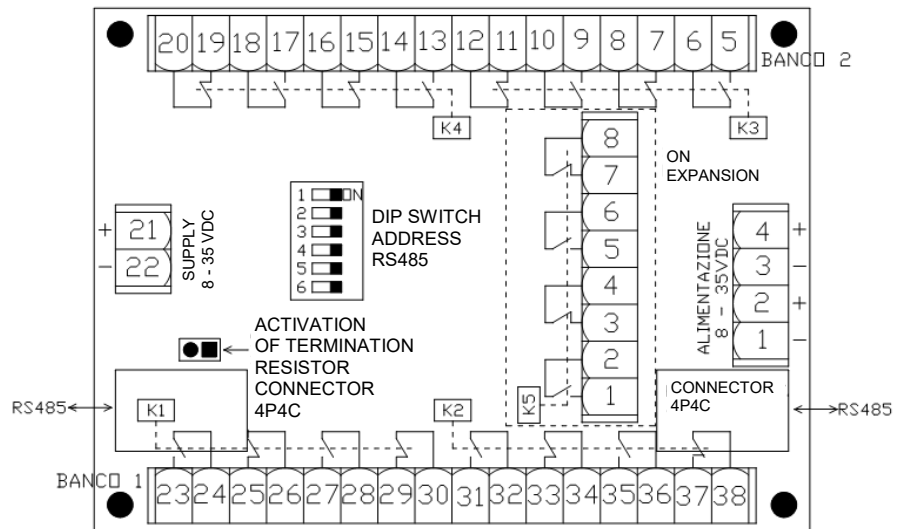 20 19 18 17 16 15 14 13 12 11 10 9 8 7 6 5
BANCO 2
K4
K3
8
7
6
5
4
3
2
1
ON
EXPANSION
K5
1 ON
2
3
4
5
6
DIP SWITCH
ADDRESS
RS485
+ 21
- 22
SUPPLY
8 - 35 VDC
ALIMENTAZIONE
8 - 35VDC
4 +
3 -
2 +
1 -
ACTIVATION
OF TERMINATION
RESISTOR
CONNECTOR
4P4C
CONNECTOR
4P4C
RS485
K1
K2
RS485
BANCO 1
23 24 25 26 27 28 29 30 31 32 33 34 35 36 37 38